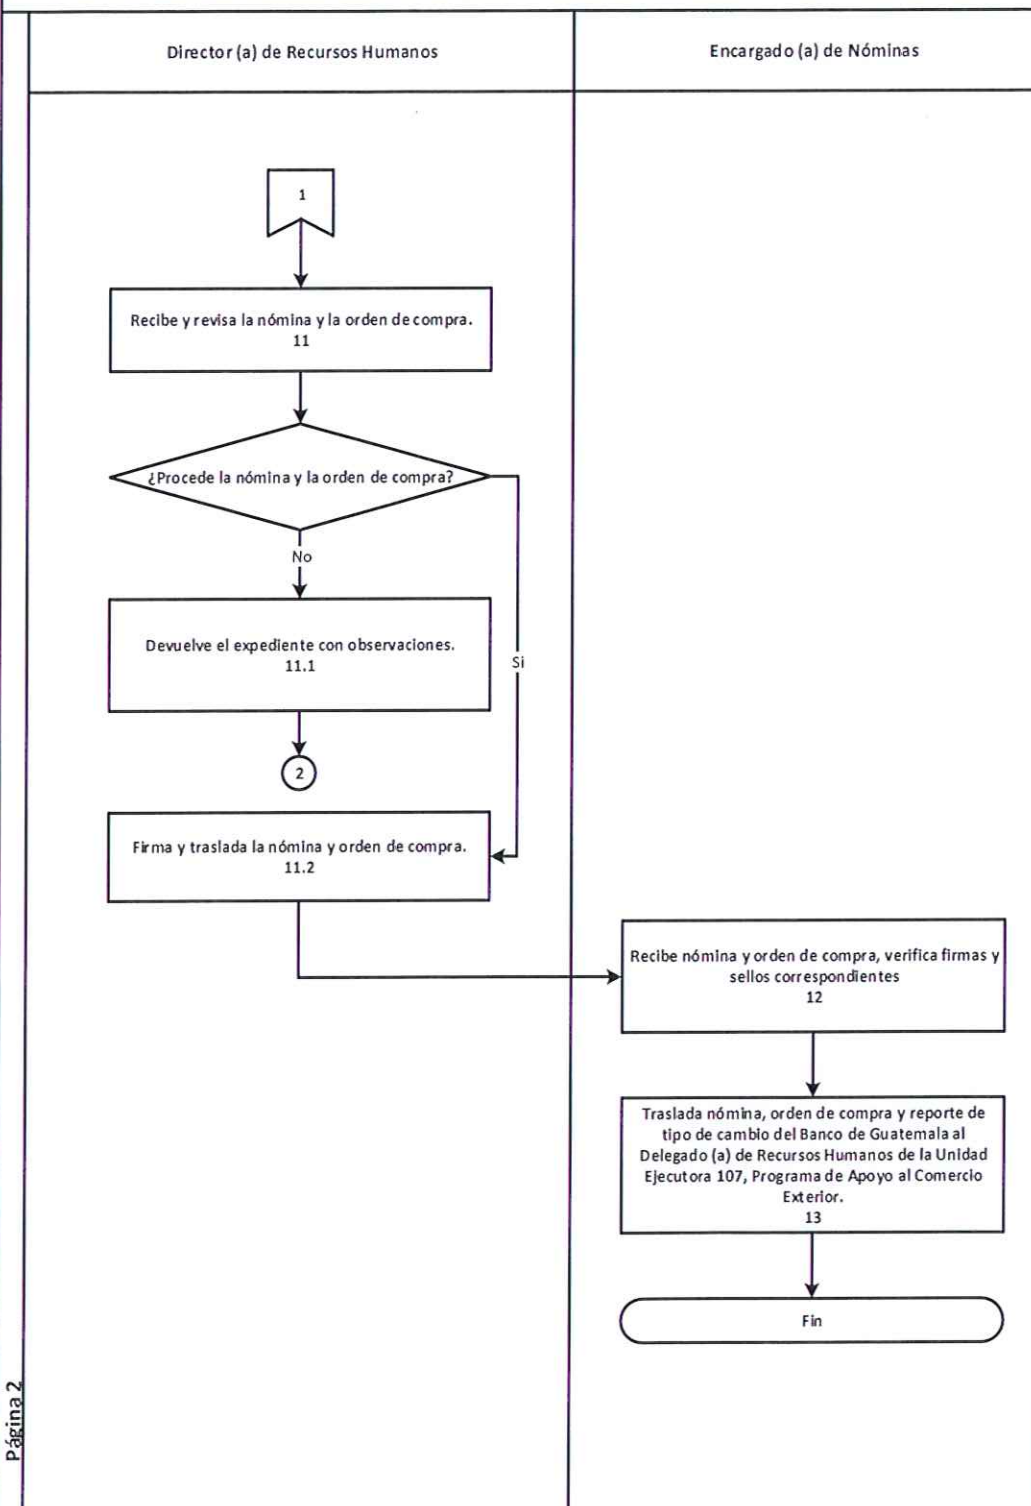 Director (a) de Recursos Humanos
Encargado (a) de Nóminas
1
Recibe y revisa la nómina y la orden de compra.
11
¿Procede la nómina y la orden de compra?
No
Si
Devuelve el expediente con observaciones.
11.1
2
Firma y traslada la nómina y orden de compra.
11.2
Recibe nómina y orden de compra, verifica firmas y
sellos correspondientes
12
Traslada nómina, orden de compra y reporte de
tipo de cambio del Banco de Guatemala al
Delegado (a) de Recursos Humanos de la Unidad
Ejecutora 107, Programa de Apoyo al Comercio
Exterior.
13
Fin
Página 2